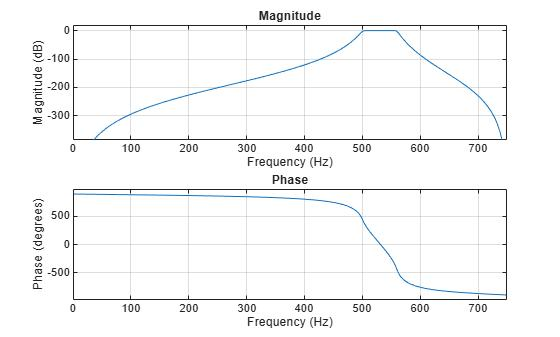 Magnitude
0
-100
-200
-300
Magnitude (dB)
0 100 200 300 400 500 600 700
Frequency (Hz)
Phase
500
0
-500
Phase (degrees)
0 100 200 300 400 500 600 700
Frequency (Hz)